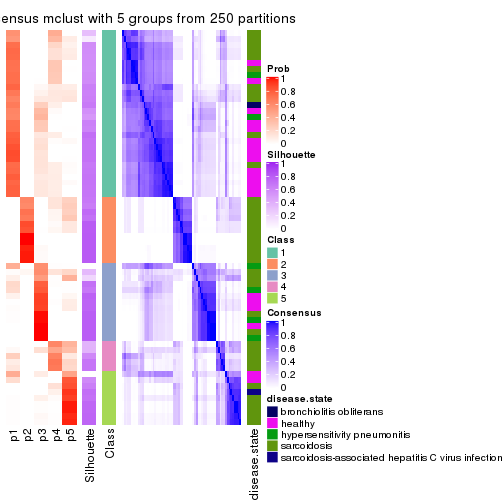 ensus mclust with 5 groups from 250 partitions
Prob
1
0.8
0.6
0.4
0.2
0
Silhouette
1
0.8
0.6
0.4
0.2
0
Class
1
2
3
4
5
Consensus
1
0.8
0.6
0.4
0.2
0
disease.state
bronchiolitis obliterans
healthy
hypersensitivity pneumonitis
sarcoidosis
sarcoidosis-associated hepatitis C virus infection
p1
p2
p3
p4
p5
Silhouette
Class
disease.state